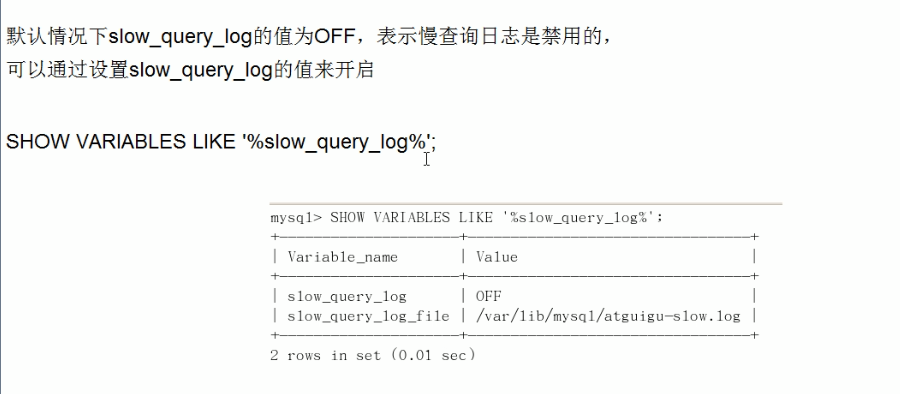 默认情况下slow_query_log的值为OFF，表示慢查询日志是禁用的，
可以通过设置slow_query_log的值来开启
SHOW VARIABLES LIKE '%slow_query_log%';
mysql> SHOW VARIABLES LIKE '%slow_query_log%';
+---------------------+---------------------------------+
| Variable_name | Value |
+---------------------+---------------------------------+
| slow_query_log | OFF |
| slow_query_log_file | /var/lib/mysql/atguigu-slow.log |
+---------------------+---------------------------------+
2 rows in set (0.01 sec)